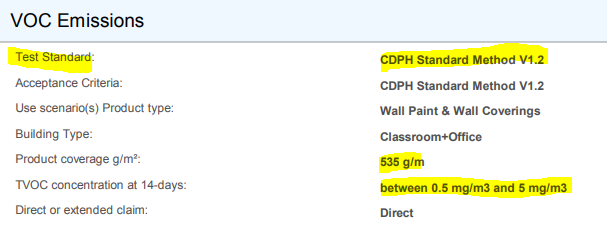 VOC Emissions
Test Standard: CDPH Standard Method V1.2
Acceptance Criteria: CDPH Standard Method V1.2
Use scenario(s) Product type: Wall Paint & Wall Coverings
Building Type: Classroom+Office
Product coverage g/m²: 535 g/m
TVOC concentration at 14-days: between 0.5 mg/m3 and 5 mg/m3
Direct or extended claim: Direct